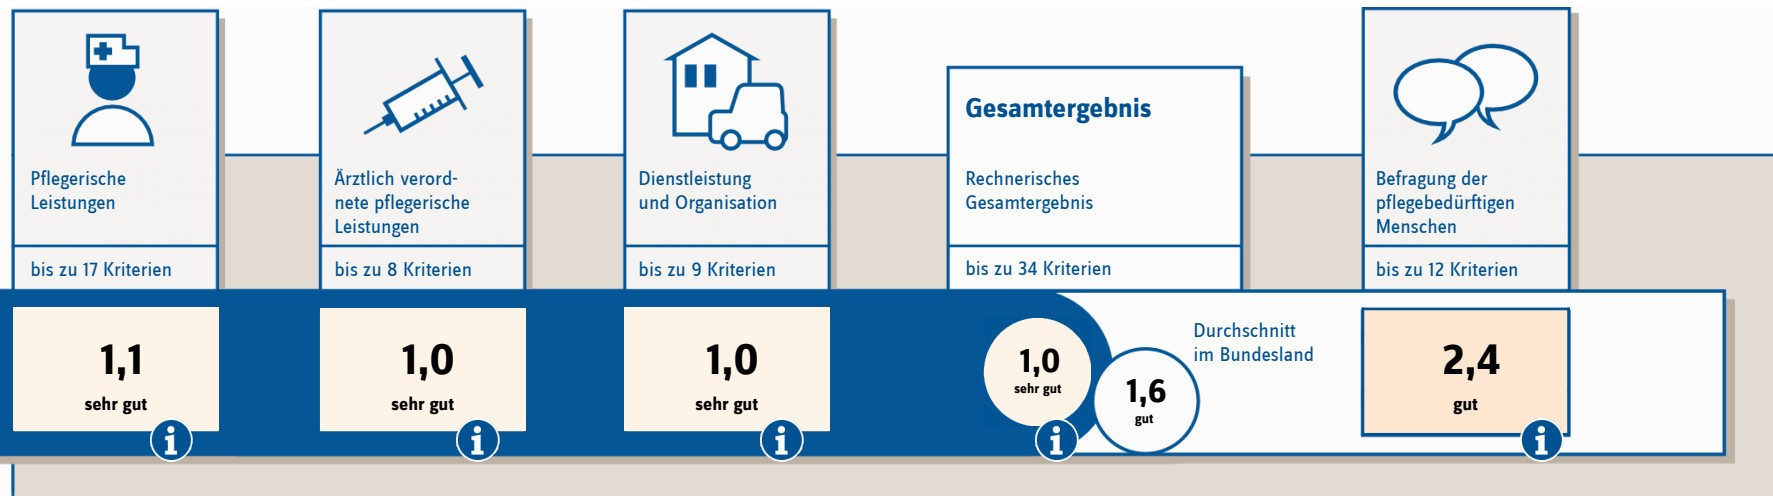 Pflegerische
Leistungen
bis zu 17 Kriterien
1,1
sehr gut
i
Ärztlich verord-
nete pflegerische
Leistungen
bis zu 8 Kriterien
1,0
sehr gut
i
Dienstleistung
und Organisation
bis zu 9 Kriterien
1,0
sehr gut
i
Gesamtergebnis
Rechnerisches
Gesamtergebnis
bis zu 34 Kriterien
1,0
sehr gut
i
1,6
gut
Durchschnitt
im Bundesland
Befragung der
pflegebedürftigen
Menschen
bis zu 12 Kriterien
2,4
gut
i